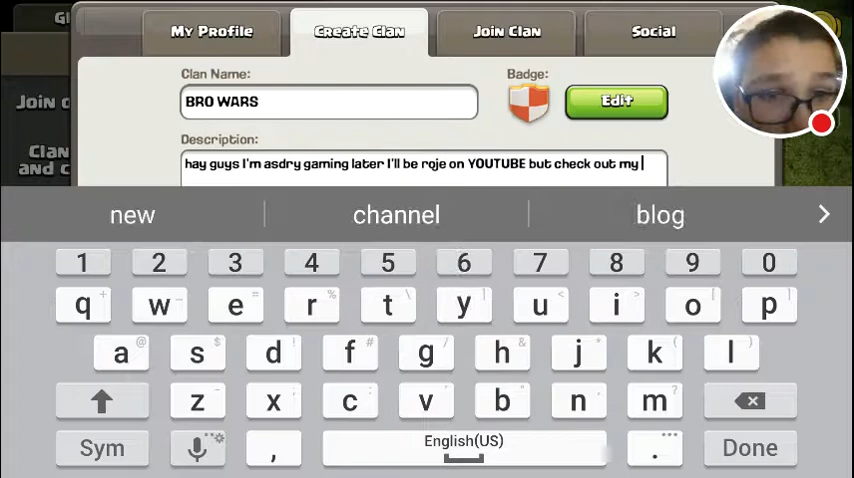 My Profile
Create Clan
Join Clan
Social
Clan Name:
Badge:
BRO WARS
Edit
Description:
hay guys I'm asdry gaming later I'll be roje on YOUTUBE but check out my
new
channel
blog
1 2 3 4 5 6 7 8 9 0
q w e r t y u i o p
a s d f g h j k l
z x c v b n m
Sym
,
English(US)
.
Done